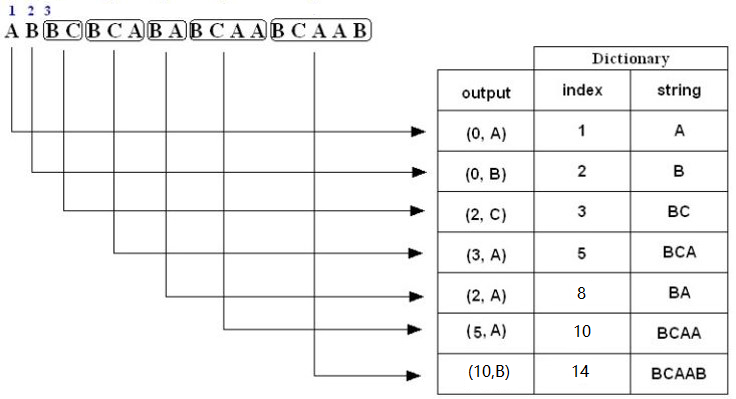 1 2 3
A B B C B C A B A B C A A B C A A B
Dictionary
output index string
(0, A) 1 A
(0, B) 2 B
(2, C) 3 BC
(3, A) 5 BCA
(2, A) 8 BA
(5, A) 10 BCAA
(10,B) 14 BCAAB